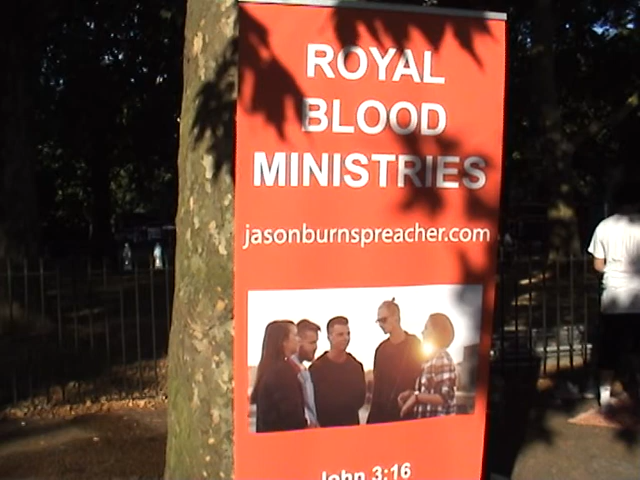 ROYAL
BLOOD
MINISTRIES
jasonburnspreacher.com
John 3:16